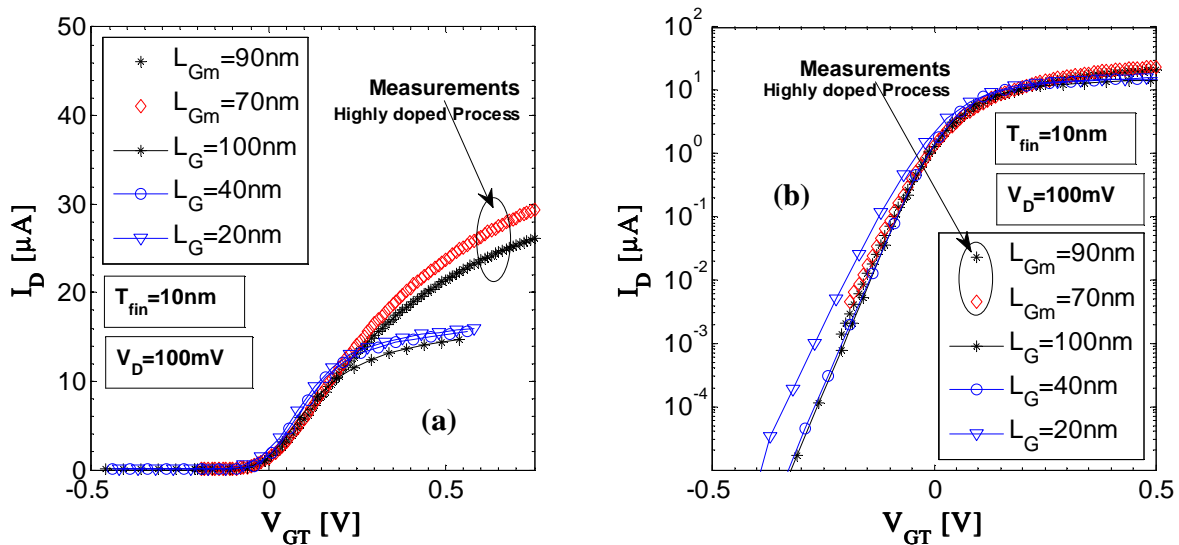 50
40
30
20
10
0
-0.5
0
0.5
I_D [µA]
V_GT [V]
L_Gm=90nm
L_Gm=70nm
L_G=100nm
L_G=40nm
L_G=20nm
T_fin=10nm
V_D=100mV
Measurements
Highly doped Process
(a)
10^2
10^1
10^0
10^-1
10^-2
10^-3
10^-4
-0.5
0
0.5
I_D [µA]
V_GT [V]
Measurements
Highly doped Process
T_fin=10nm
(b)
V_D=100mV
L_Gm=90nm
L_Gm=70nm
L_G=100nm
L_G=40nm
L_G=20nm